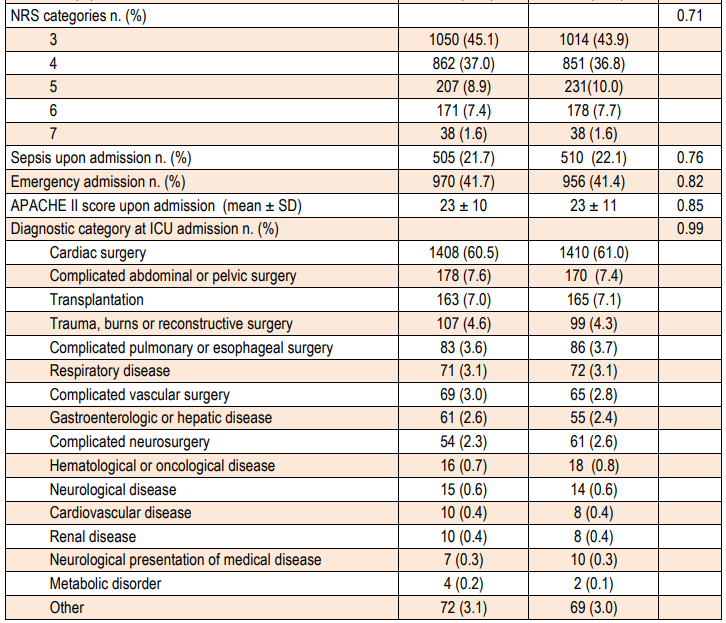 NRS categories n. (%) 0.71
3 1050 (45.1) 1014 (43.9)
4 862 (37.0) 851 (36.8)
5 207 (8.9) 231(10.0)
6 171 (7.4) 178 (7.7)
7 38 (1.6) 38 (1.6)
Sepsis upon admission n. (%) 505 (21.7) 510 (22.1) 0.76
Emergency admission n. (%) 970 (41.7) 956 (41.4) 0.82
APACHE II score upon admission (mean ± SD) 23 ± 10 23 ± 11 0.85
Diagnostic category at ICU admission n. (%) 0.99
Cardiac surgery 1408 (60.5) 1410 (61.0)
Complicated abdominal or pelvic surgery 178 (7.6) 170 (7.4)
Transplantation 163 (7.0) 165 (7.1)
Trauma, burns or reconstructive surgery 107 (4.6) 99 (4.3)
Complicated pulmonary or esophageal surgery 83 (3.6) 86 (3.7)
Respiratory disease 71 (3.1) 72 (3.1)
Complicated vascular surgery 69 (3.0) 65 (2.8)
Gastroenterologic or hepatic disease 61 (2.6) 55 (2.4)
Complicated neurosurgery 54 (2.3) 61 (2.6)
Hematological or oncological disease 16 (0.7) 18 (0.8)
Neurological disease 15 (0.6) 14 (0.6)
Cardiovascular disease 10 (0.4) 8 (0.4)
Renal disease 10 (0.4) 8 (0.4)
Neurological presentation of medical disease 7 (0.3) 10 (0.3)
Metabolic disorder 4 (0.2) 2 (0.1)
Other 72 (3.1) 69 (3.0)